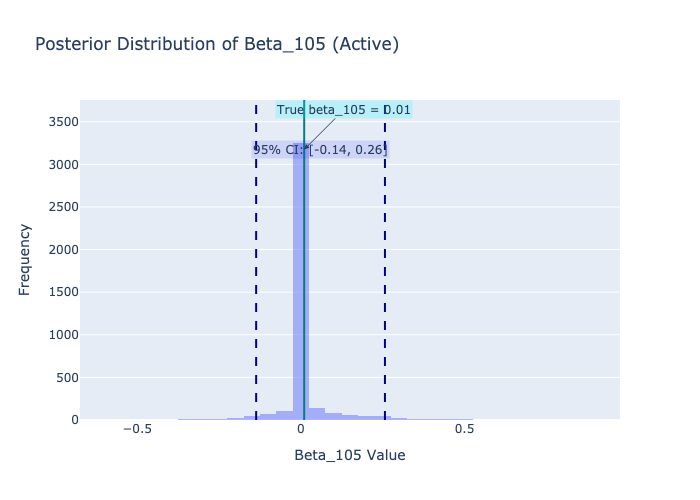 Posterior Distribution of Beta_105 (Active)
True beta_105 = 0.01
95% CI: [-0.14, 0.26]
3500
3000
2500
2000
1500
1000
500
0
Frequency
−0.5
0
0.5
Beta_105 Value